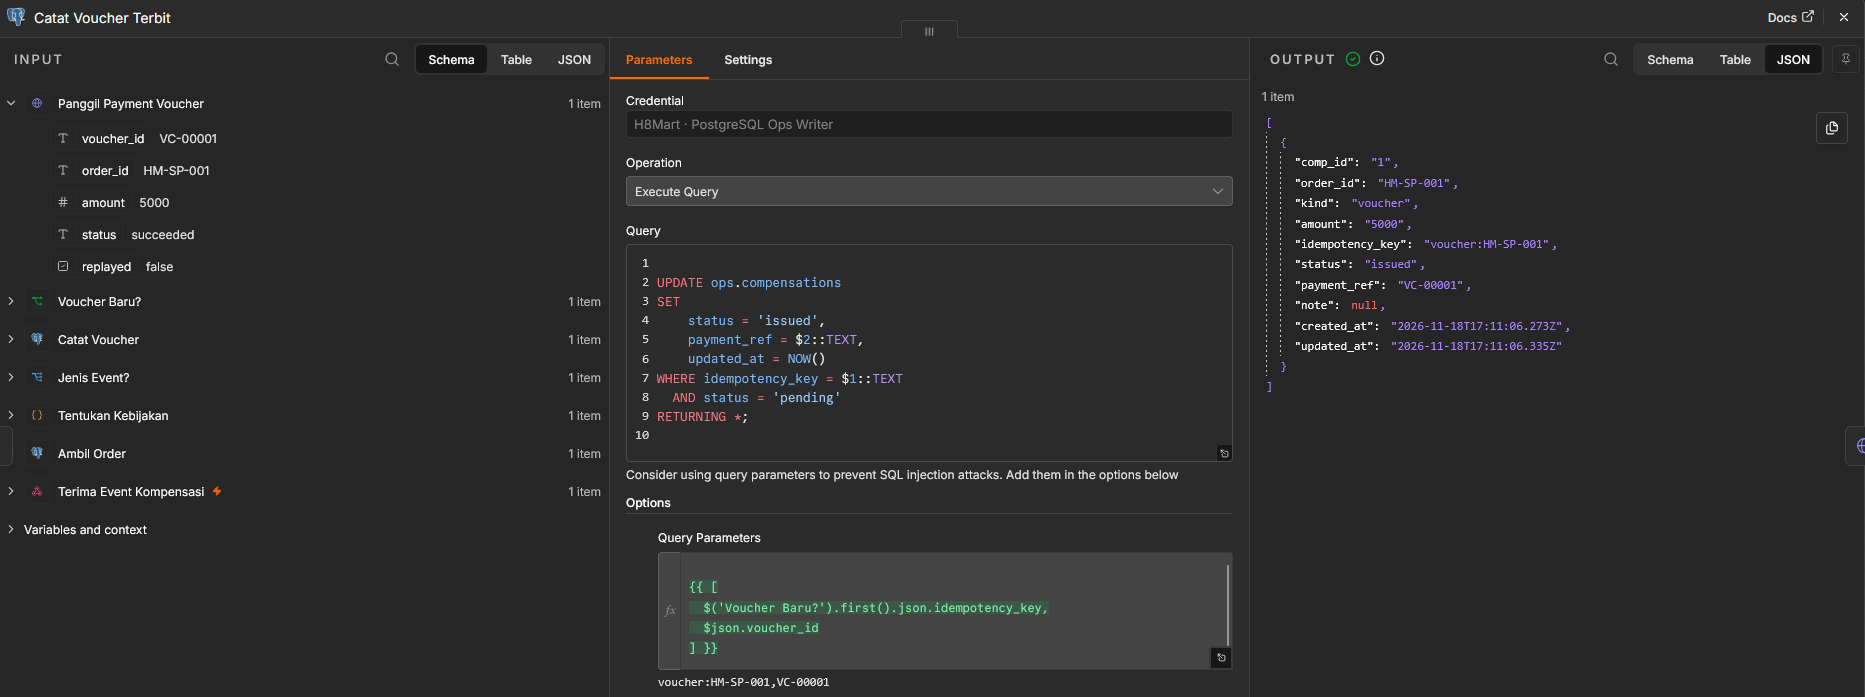 Catat Voucher Terbit
Docs
INPUT
Schema
Table
JSON
Panggil Payment Voucher
1 item
T voucher_id VC-00001
T order_id HM-SP-001
# amount 5000
T status succeeded
replayed false
Voucher Baru?
1 item
Catat Voucher
1 item
Jenis Event?
1 item
Tentukan Kebijakan
1 item
Ambil Order
1 item
Terima Event Kompensasi
1 item
Variables and context
Parameters
Settings
Credential
H8Mart · PostgreSQL Ops Writer
Operation
Execute Query
Query
1
2 UPDATE ops.compensations
3 SET
4     status = 'issued',
5     payment_ref = $2::TEXT,
6     updated_at = NOW()
7 WHERE idempotency_key = $1::TEXT
8   AND status = 'pending'
9 RETURNING *;
10
Consider using query parameters to prevent SQL injection attacks. Add them in the options below
Options
Query Parameters
fx
{{ [
  $('Voucher Baru?').first().json.idempotency_key,
  $json.voucher_id
] }}
voucher:HM-SP-001,VC-00001
OUTPUT
Schema
Table
JSON
1 item
[
{
"comp_id": "1",
"order_id": "HM-SP-001",
"kind": "voucher",
"amount": "5000",
"idempotency_key": "voucher:HM-SP-001",
"status": "issued",
"payment_ref": "VC-00001",
"note": null,
"created_at": "2026-11-18T17:11:06.273Z",
"updated_at": "2026-11-18T17:11:06.335Z"
}
]